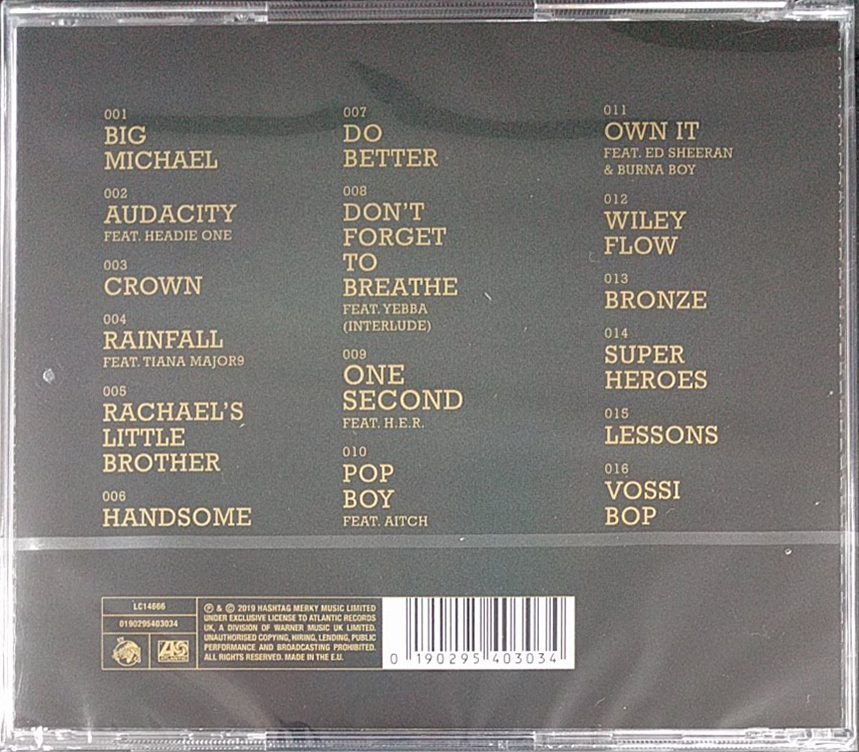 001
BIG
MICHAEL
002
AUDACITY
FEAT. HEADIE ONE
003
CROWN
004
RAINFALL
FEAT. TIANA MAJOR9
005
RACHAEL'S
LITTLE
BROTHER
006
HANDSOME
007
DO
BETTER
008
DON'T
FORGET
TO
BREATHE
FEAT. YEBBA
(INTERLUDE)
009
ONE
SECOND
FEAT. H.E.R.
010
POP
BOY
FEAT. AITCH
011
OWN IT
FEAT. ED SHEERAN
& BURNA BOY
012
WILEY
FLOW
013
BRONZE
014
SUPER
HEROES
015
LESSONS
016
VOSSI
BOP
LC14666
0190295403034
Ⓟ & © 2019 HASHTAG MERKY MUSIC LIMITED
UNDER EXCLUSIVE LICENSE TO ATLANTIC RECORDS
UK, A DIVISION OF WARNER MUSIC UK LIMITED.
UNAUTHORISED COPYING, HIRING, LENDING, PUBLIC
PERFORMANCE AND BROADCASTING PROHIBITED.
ALL RIGHTS RESERVED. MADE IN THE E.U.
0 190295 403034